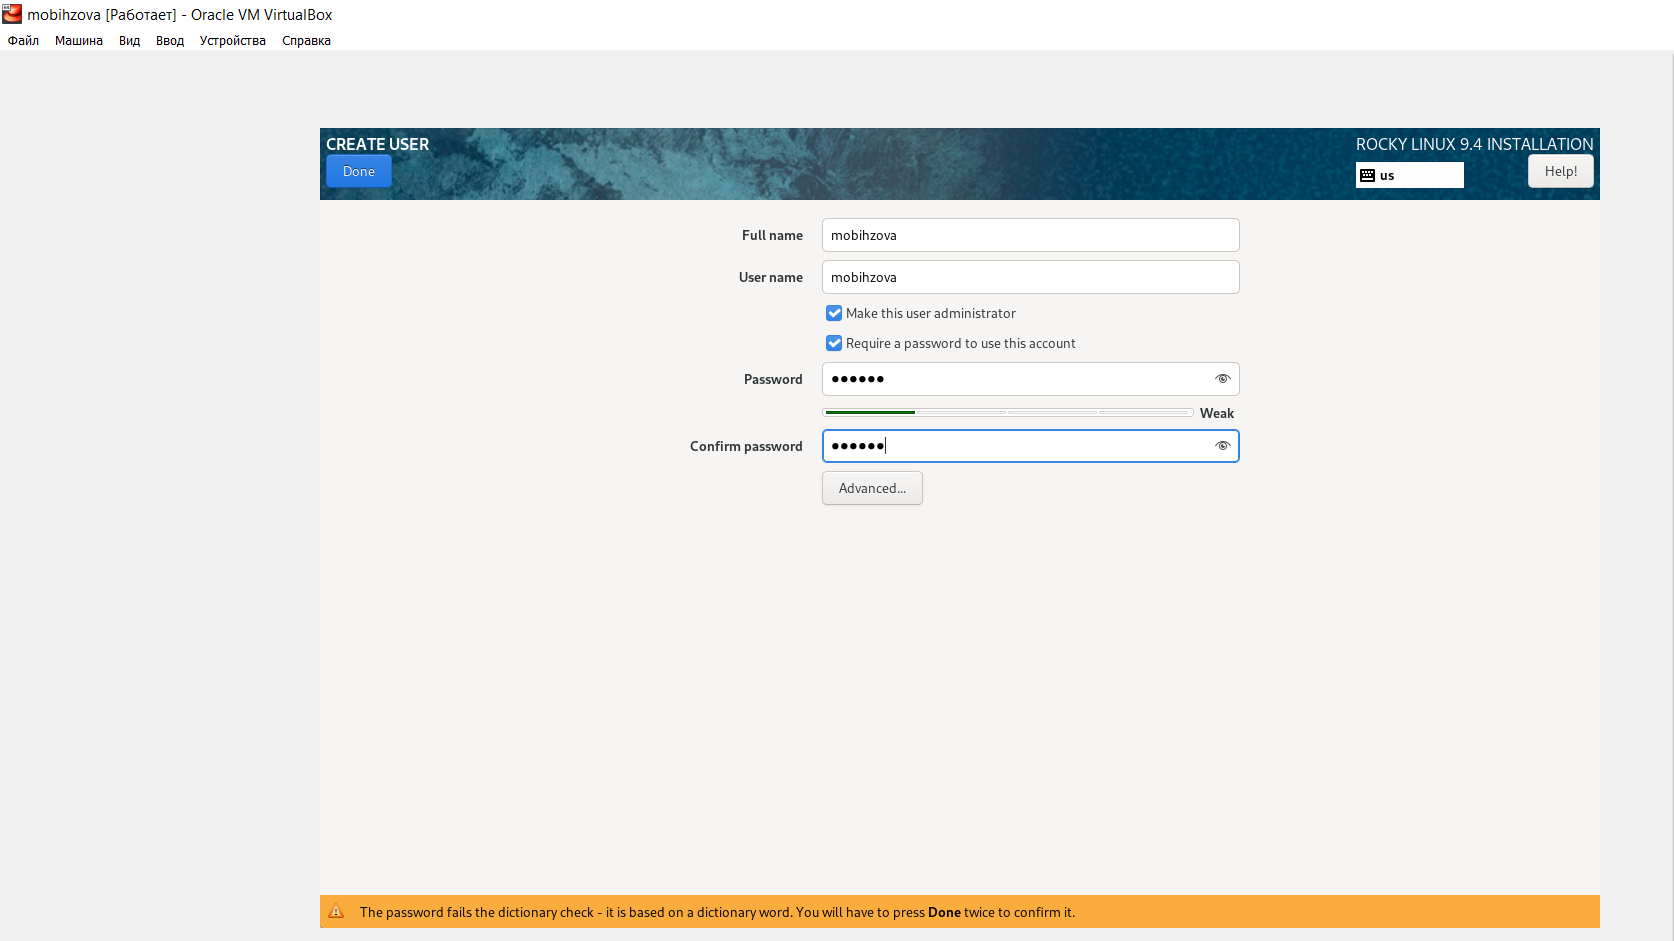 mobihzova [Работает] - Oracle VM VirtualBox
Файл Машина Вид Ввод Устройства Справка
CREATE USER
ROCKY LINUX 9.4 INSTALLATION
Done
us
Help!
Full name mobihzova
User name mobihzova
Make this user administrator
Require a password to use this account
Password ●●●●●●
Weak
Confirm password ●●●●●●
Advanced...
The password fails the dictionary check - it is based on a dictionary word. You will have to press Done twice to confirm it.